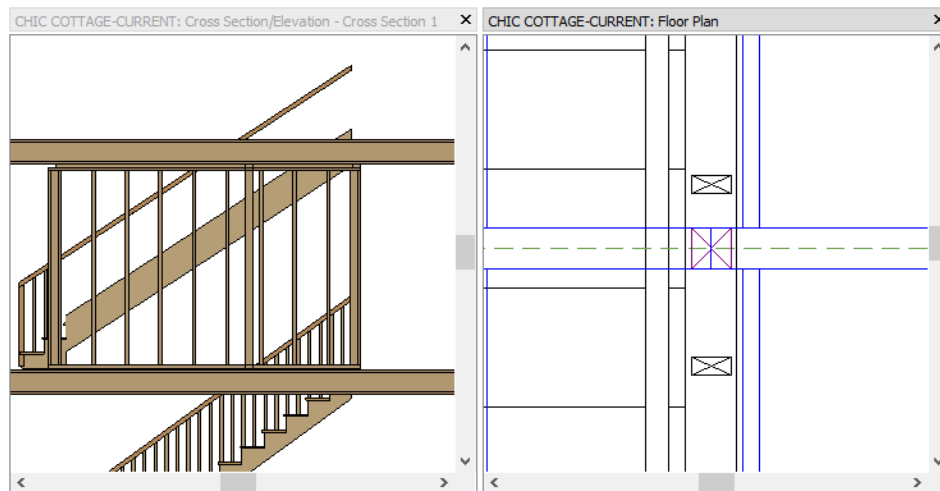 CHIC COTTAGE-CURRENT: Cross Section/Elevation - Cross Section 1
CHIC COTTAGE-CURRENT: Floor Plan